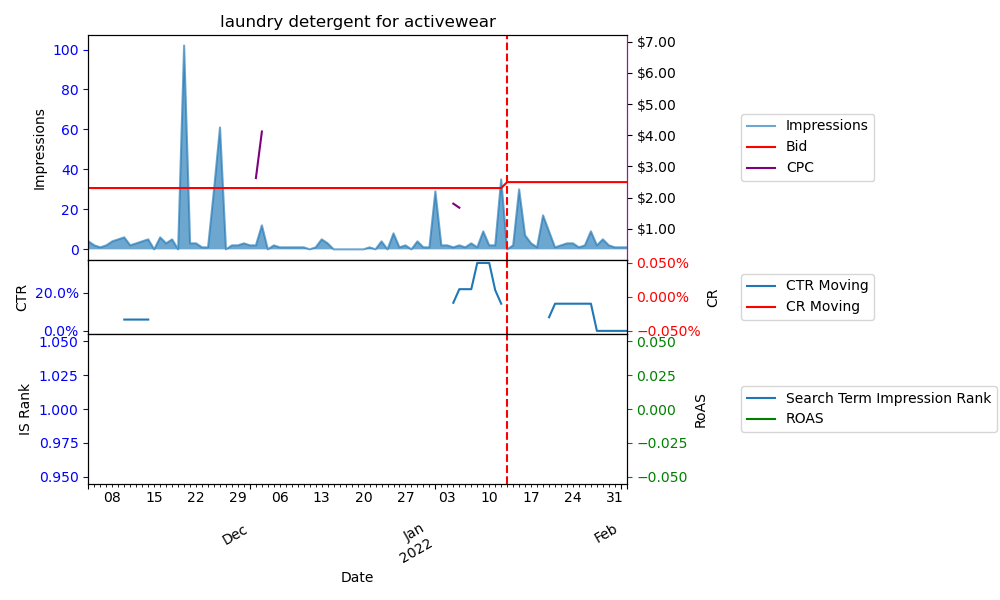 laundry detergent for activewear
Impressions
100
80
60
40
20
0
$7.00
$6.00
$5.00
$4.00
$3.00
$2.00
$1.00
Impressions
Bid
CPC
CTR
20.0%
0.0%
0.050%
0.000%
−0.050%
CR
CTR Moving
CR Moving
IS Rank
1.050
1.025
1.000
0.975
0.950
0.050
0.025
0.000
−0.025
−0.050
RoAS
Search Term Impression Rank
ROAS
08 15 22 29 06 13 20 27 03 10 17 24 31
Dec Jan Feb
2022
Date